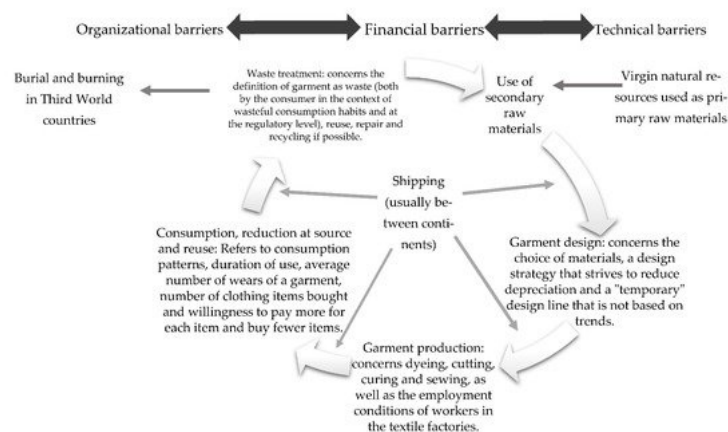 Organizational barriers
Financial barriers
Technical barriers
Burial and burning
in Third World
countries
Waste treatment: concerns the
definition of garment as waste (both
by the consumer in the context of
wasteful consumption habits and at
the regulatory level), reuse, repair and
recycling if possible.
Use of
secondary
raw
materials
Virgin natural re-
sources used as pri-
mary raw materials
Shipping
(usually be-
tween conti-
nents)
Consumption, reduction at source
and reuse: Refers to consumption
patterns, duration of use, average
number of wears of a garment,
number of clothing items bought
and willingness to pay more for
each item and buy fewer items.
Garment design: concerns the
choice of materials, a design
strategy that strives to reduce
depreciation and a "temporary"
design line that is not based on
trends.
Garment production:
concerns dyeing, cutting,
curing and sewing, as
well as the employment
conditions of workers in
the textile factories.